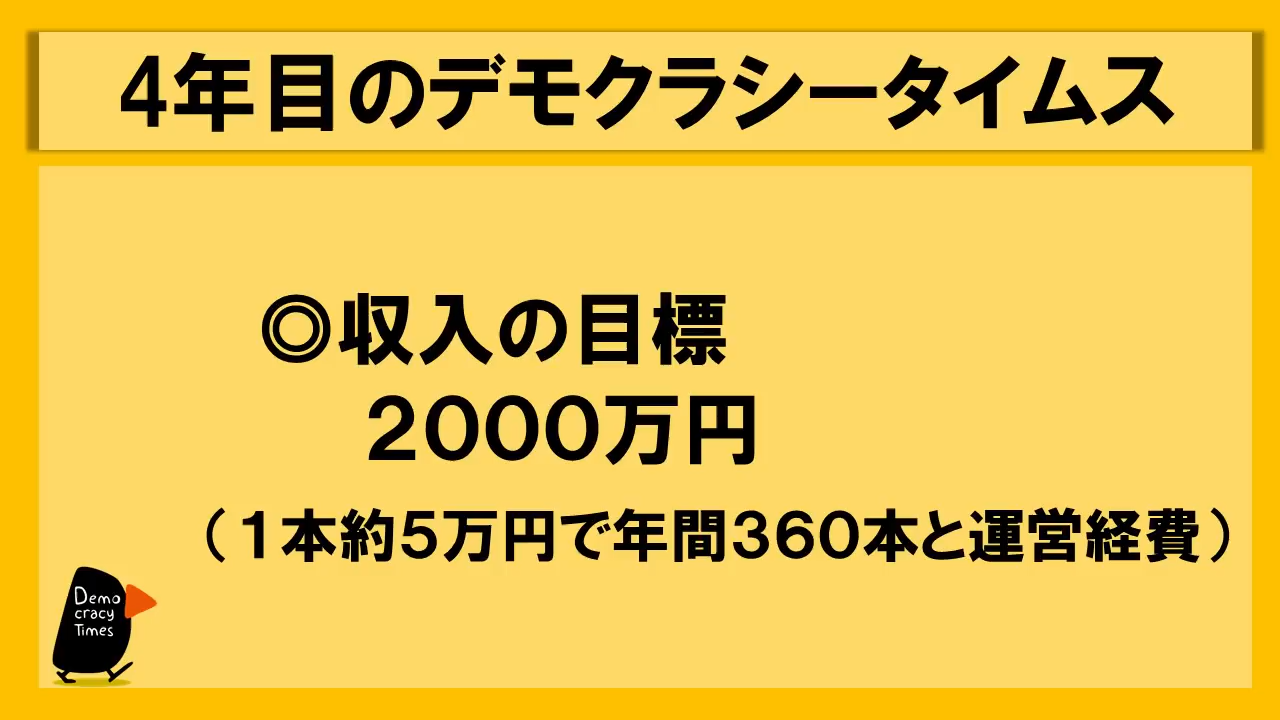 4年目のデモクラシータイムス
◎収入の目標
2000万円
（１本約５万円で年間３６０本と運営経費）
Demo
cracy
Times